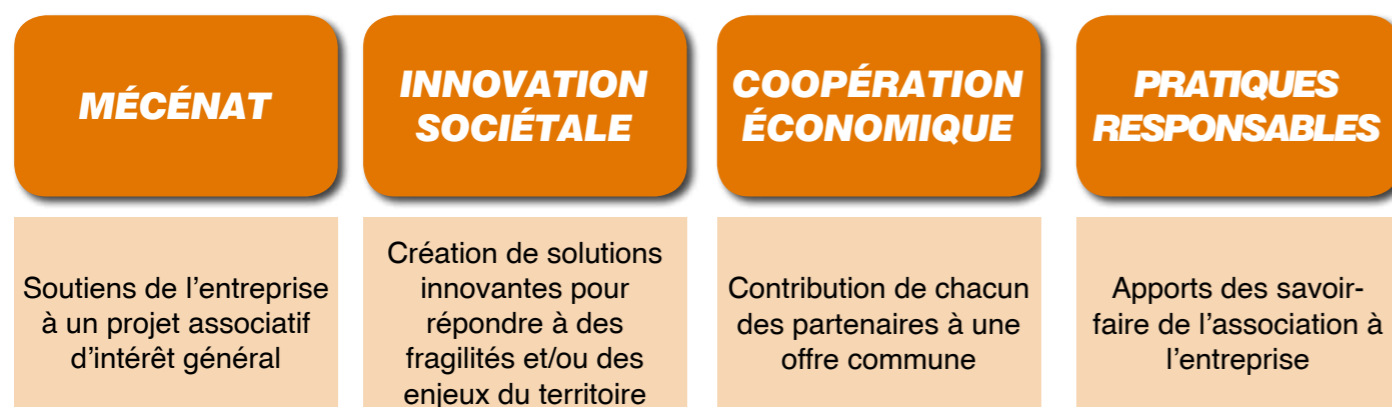 MÉCÉNAT
INNOVATION
SOCIÉTALE
COOPÉRATION
ÉCONOMIQUE
PRATIQUES
RESPONSABLES
Soutiens de l’entreprise
à un projet associatif
d’intérêt général
Création de solutions
innovantes pour
répondre à des
fragilités et/ou des
enjeux du territoire
Contribution de chacun
des partenaires à une
offre commune
Apports des savoir-
faire de l’association à
l’entreprise